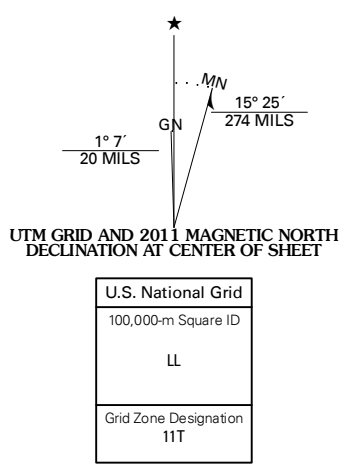 ★
MN
15° 25´
274 MILS
GN
1° 7´
20 MILS
UTM GRID AND 2011 MAGNETIC NORTH
DECLINATION AT CENTER OF SHEET
U.S. National Grid
100,000-m Square ID
LL
Grid Zone Designation
11T